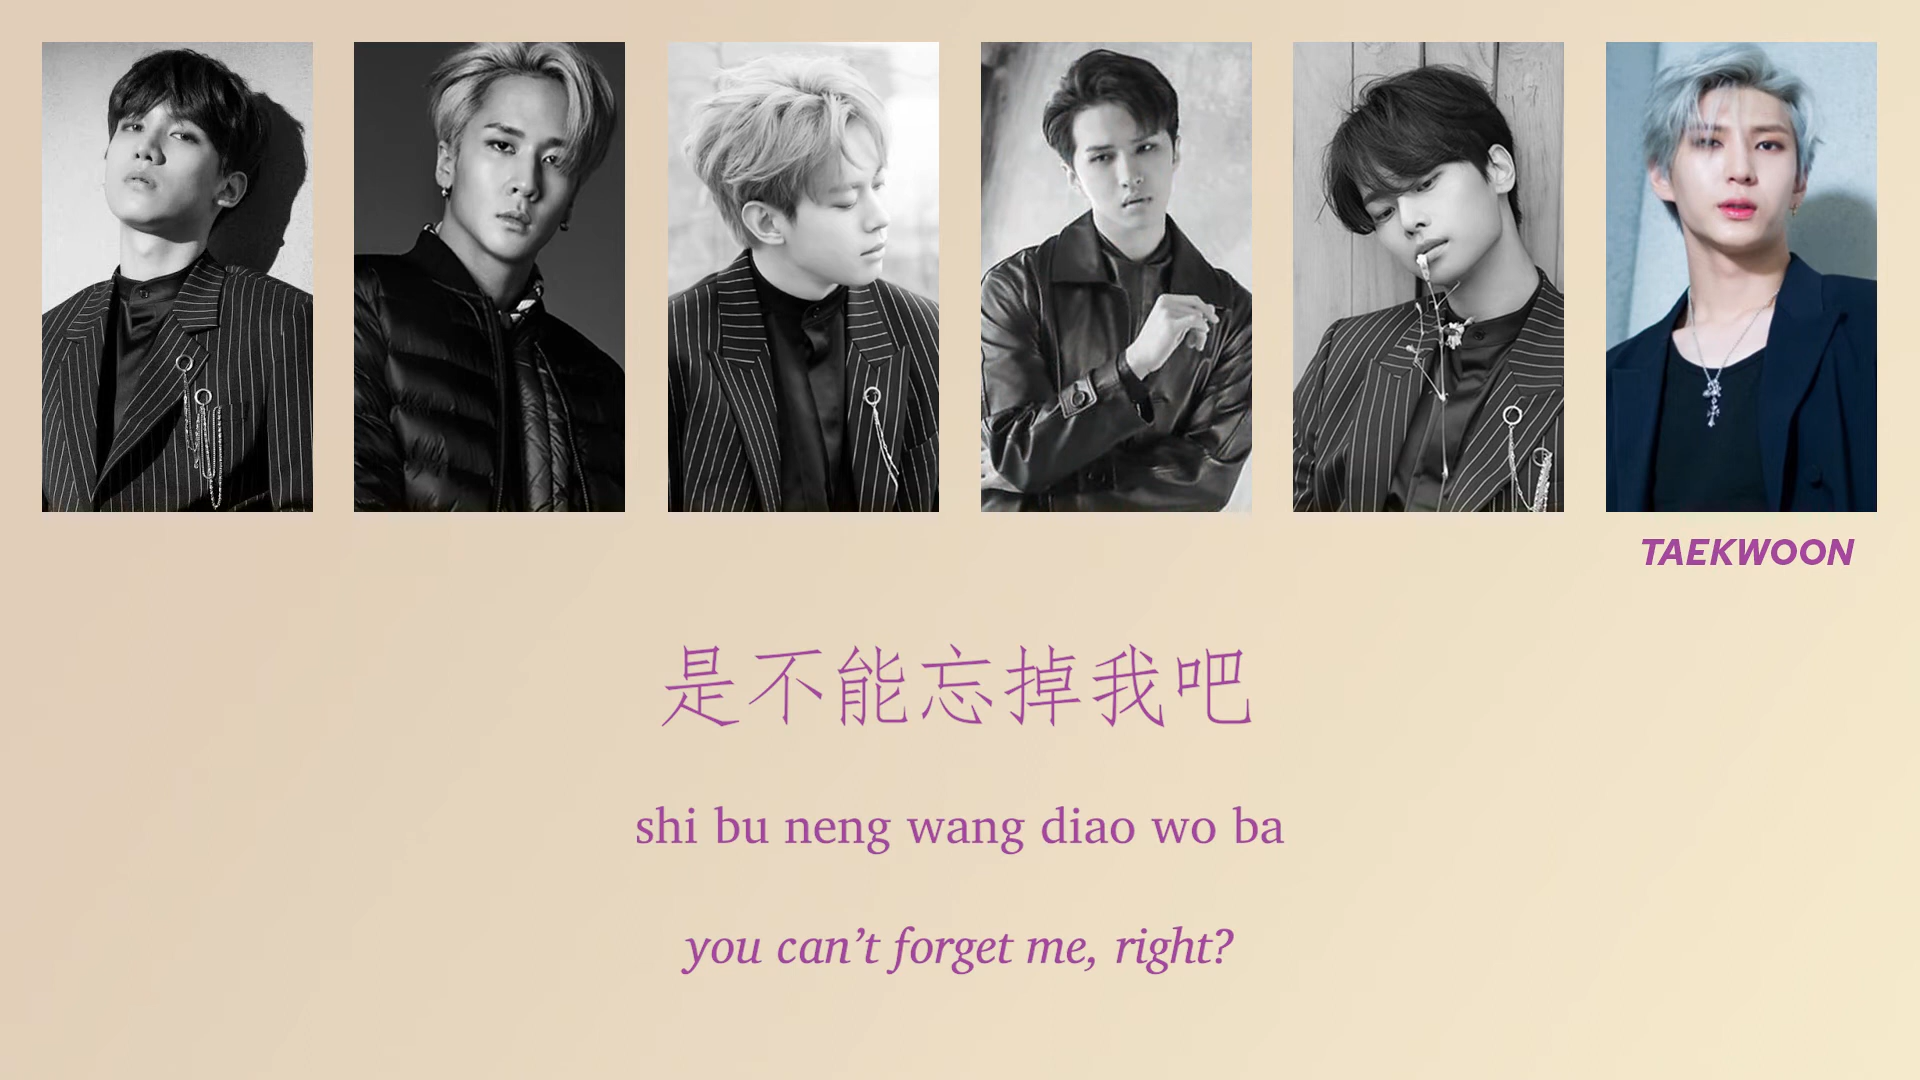 TAEKWOON
是不能忘掉我吧
shi bu neng wang diao wo ba
you can’t forget me, right?